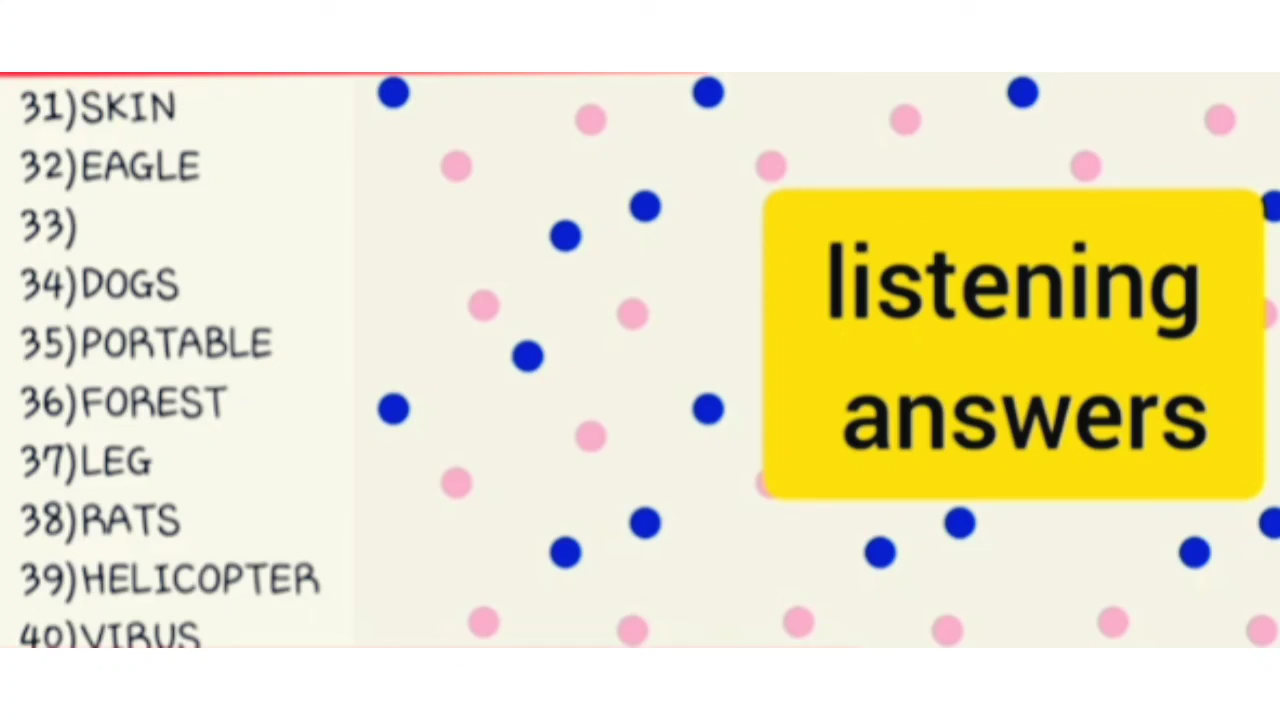 31)SKIN
32)EAGLE
33)
34)DOGS
35)PORTABLE
36)FOREST
37)LEG
38)RATS
39)HELICOPTER
40)VIRUS
listening
answers